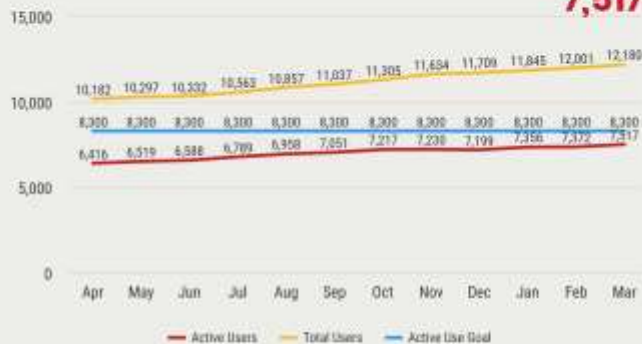 7,517
15,000
10,182 10,297 10,332 10,563 10,857 11,037 11,305 11,634 11,709 11,845 12,001 12,180
10,000
8,300 8,300 8,300 8,300 8,300 8,300 8,300 8,300 8,300 8,300 8,300 8,300
6,416 6,519 6,588 6,789 6,958 7,051 7,217 7,230 7,199 7,356 7,372 7,517
5,000
0
Apr May Jun Jul Aug Sep Oct Nov Dec Jan Feb Mar
Active Users Total Users Active Use Goal